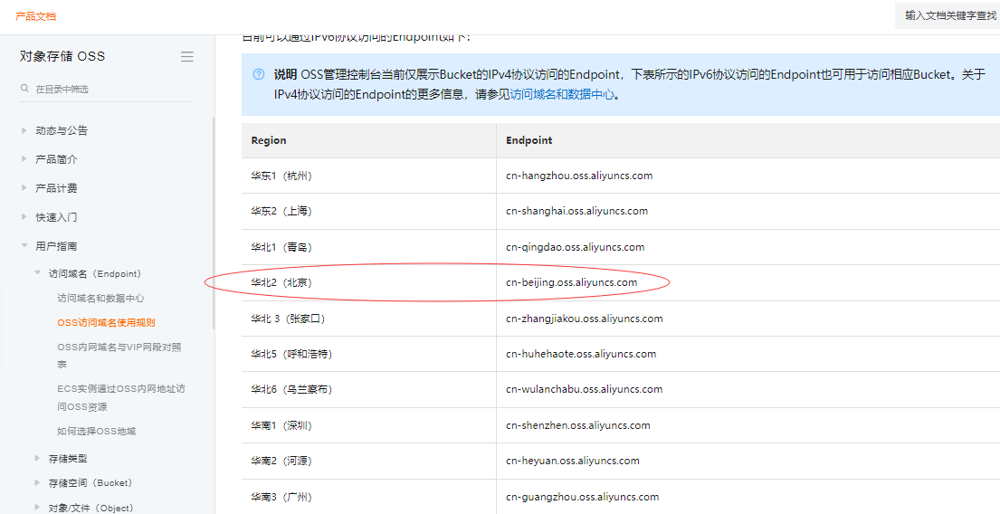 产品文档
输入文档关键字查找
对象存储 OSS
在目录中筛选
动态与公告
产品简介
产品计费
快速入门
用户指南
访问域名（Endpoint）
访问域名和数据中心
OSS访问域名使用规则
OSS内网域名与VIP网段对照
表
ECS实例通过OSS内网地址访
问OSS资源
如何选择OSS地域
存储类型
存储空间（Bucket）
对象/文件（Object）
目前可以通过IPv6协议访问的Endpoint如下：
说明 OSS管理控制台当前仅展示Bucket的IPv4协议访问的Endpoint，下表所示的IPv6协议访问的Endpoint也可用于访问相应Bucket。关于
IPv4协议访问的Endpoint的更多信息，请参见访问域名和数据中心。
Region Endpoint
华东1（杭州） cn-hangzhou.oss.aliyuncs.com
华东2（上海） cn-shanghai.oss.aliyuncs.com
华北1（青岛） cn-qingdao.oss.aliyuncs.com
华北2（北京） cn-beijing.oss.aliyuncs.com
华北 3（张家口） cn-zhangjiakou.oss.aliyuncs.com
华北5（呼和浩特） cn-huhehaote.oss.aliyuncs.com
华北6（乌兰察布） cn-wulanchabu.oss.aliyuncs.com
华南1（深圳） cn-shenzhen.oss.aliyuncs.com
华南2（河源） cn-heyuan.oss.aliyuncs.com
华南3（广州） cn-guangzhou.oss.aliyuncs.com